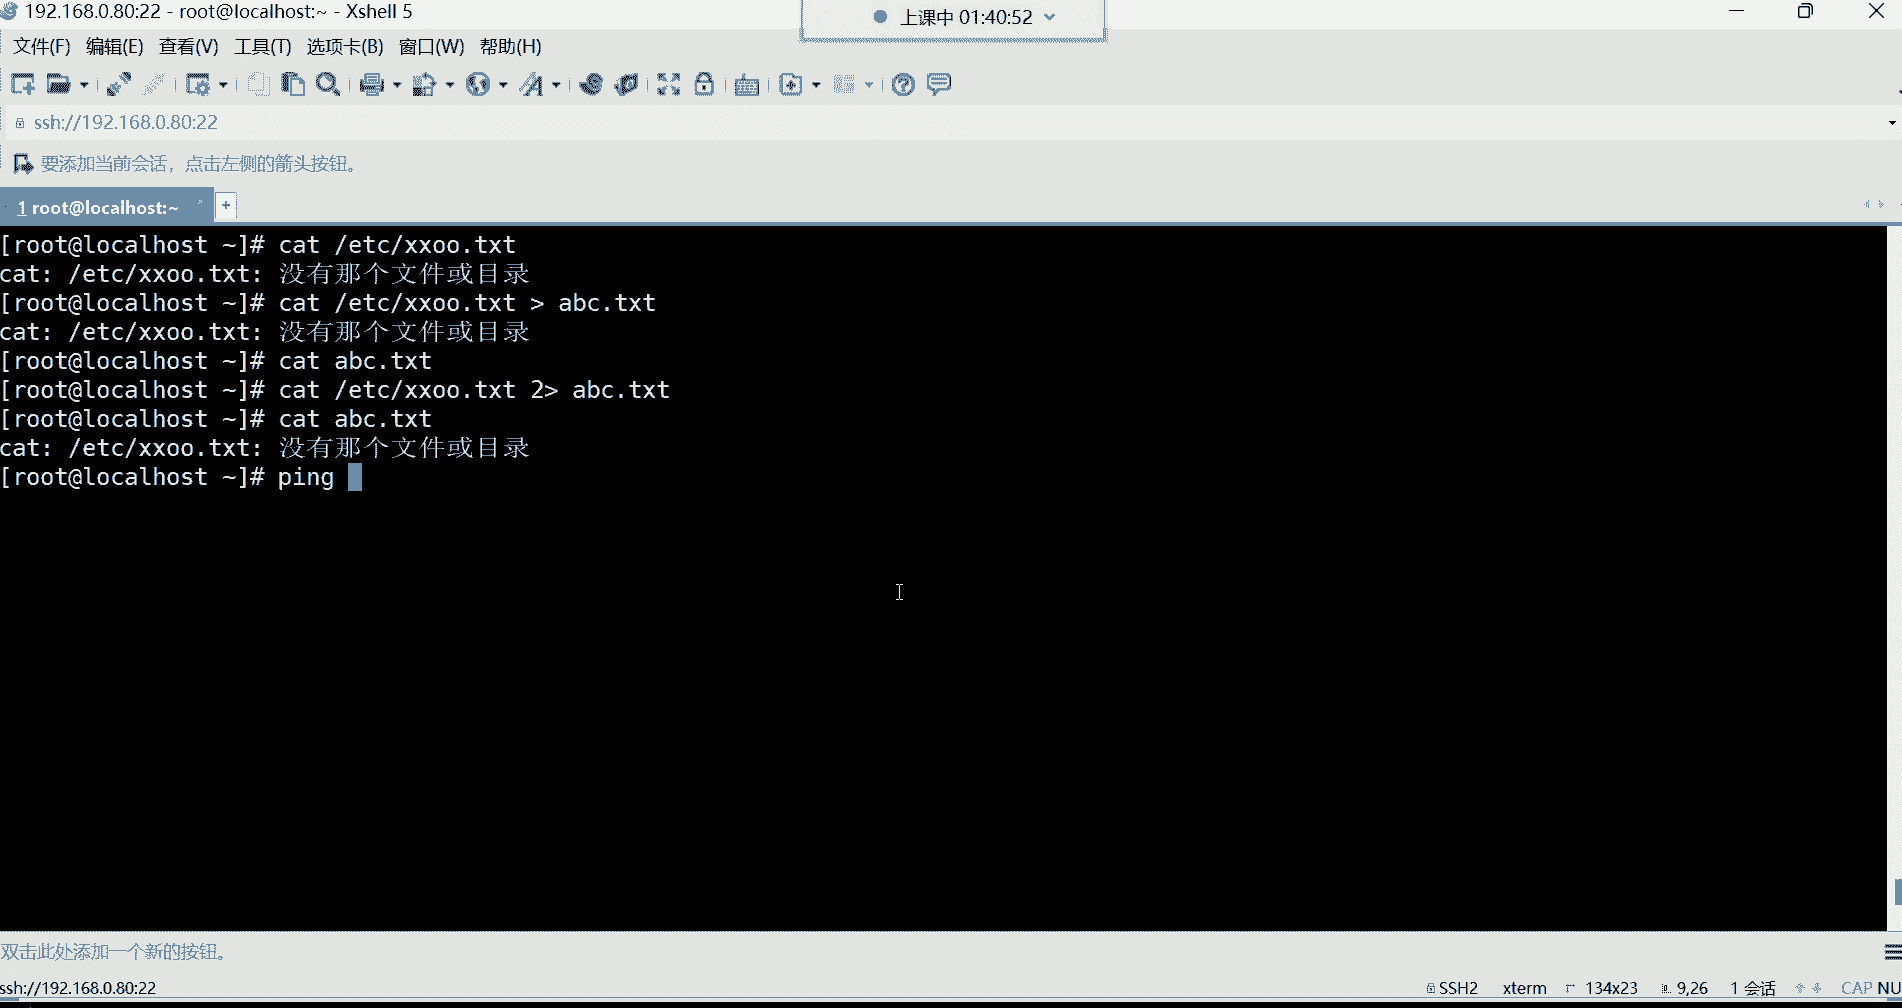 192.168.0.80:22 - root@localhost:~ - Xshell 5
上课中 01:40:52
文件(F) 编辑(E) 查看(V) 工具(T) 选项卡(B) 窗口(W) 帮助(H)
ssh://192.168.0.80:22
要添加当前会话，点击左侧的箭头按钮。
1 root@localhost:~
[root@localhost ~]# cat /etc/xxoo.txt
cat: /etc/xxoo.txt: 没有那个文件或目录
[root@localhost ~]# cat /etc/xxoo.txt > abc.txt
cat: /etc/xxoo.txt: 没有那个文件或目录
[root@localhost ~]# cat abc.txt
[root@localhost ~]# cat /etc/xxoo.txt 2> abc.txt
[root@localhost ~]# cat abc.txt
cat: /etc/xxoo.txt: 没有那个文件或目录
[root@localhost ~]# ping
双击此处添加一个新的按钮。
ssh://192.168.0.80:22 SSH2 xterm 134x23 9,26 1 会话 CAP NU